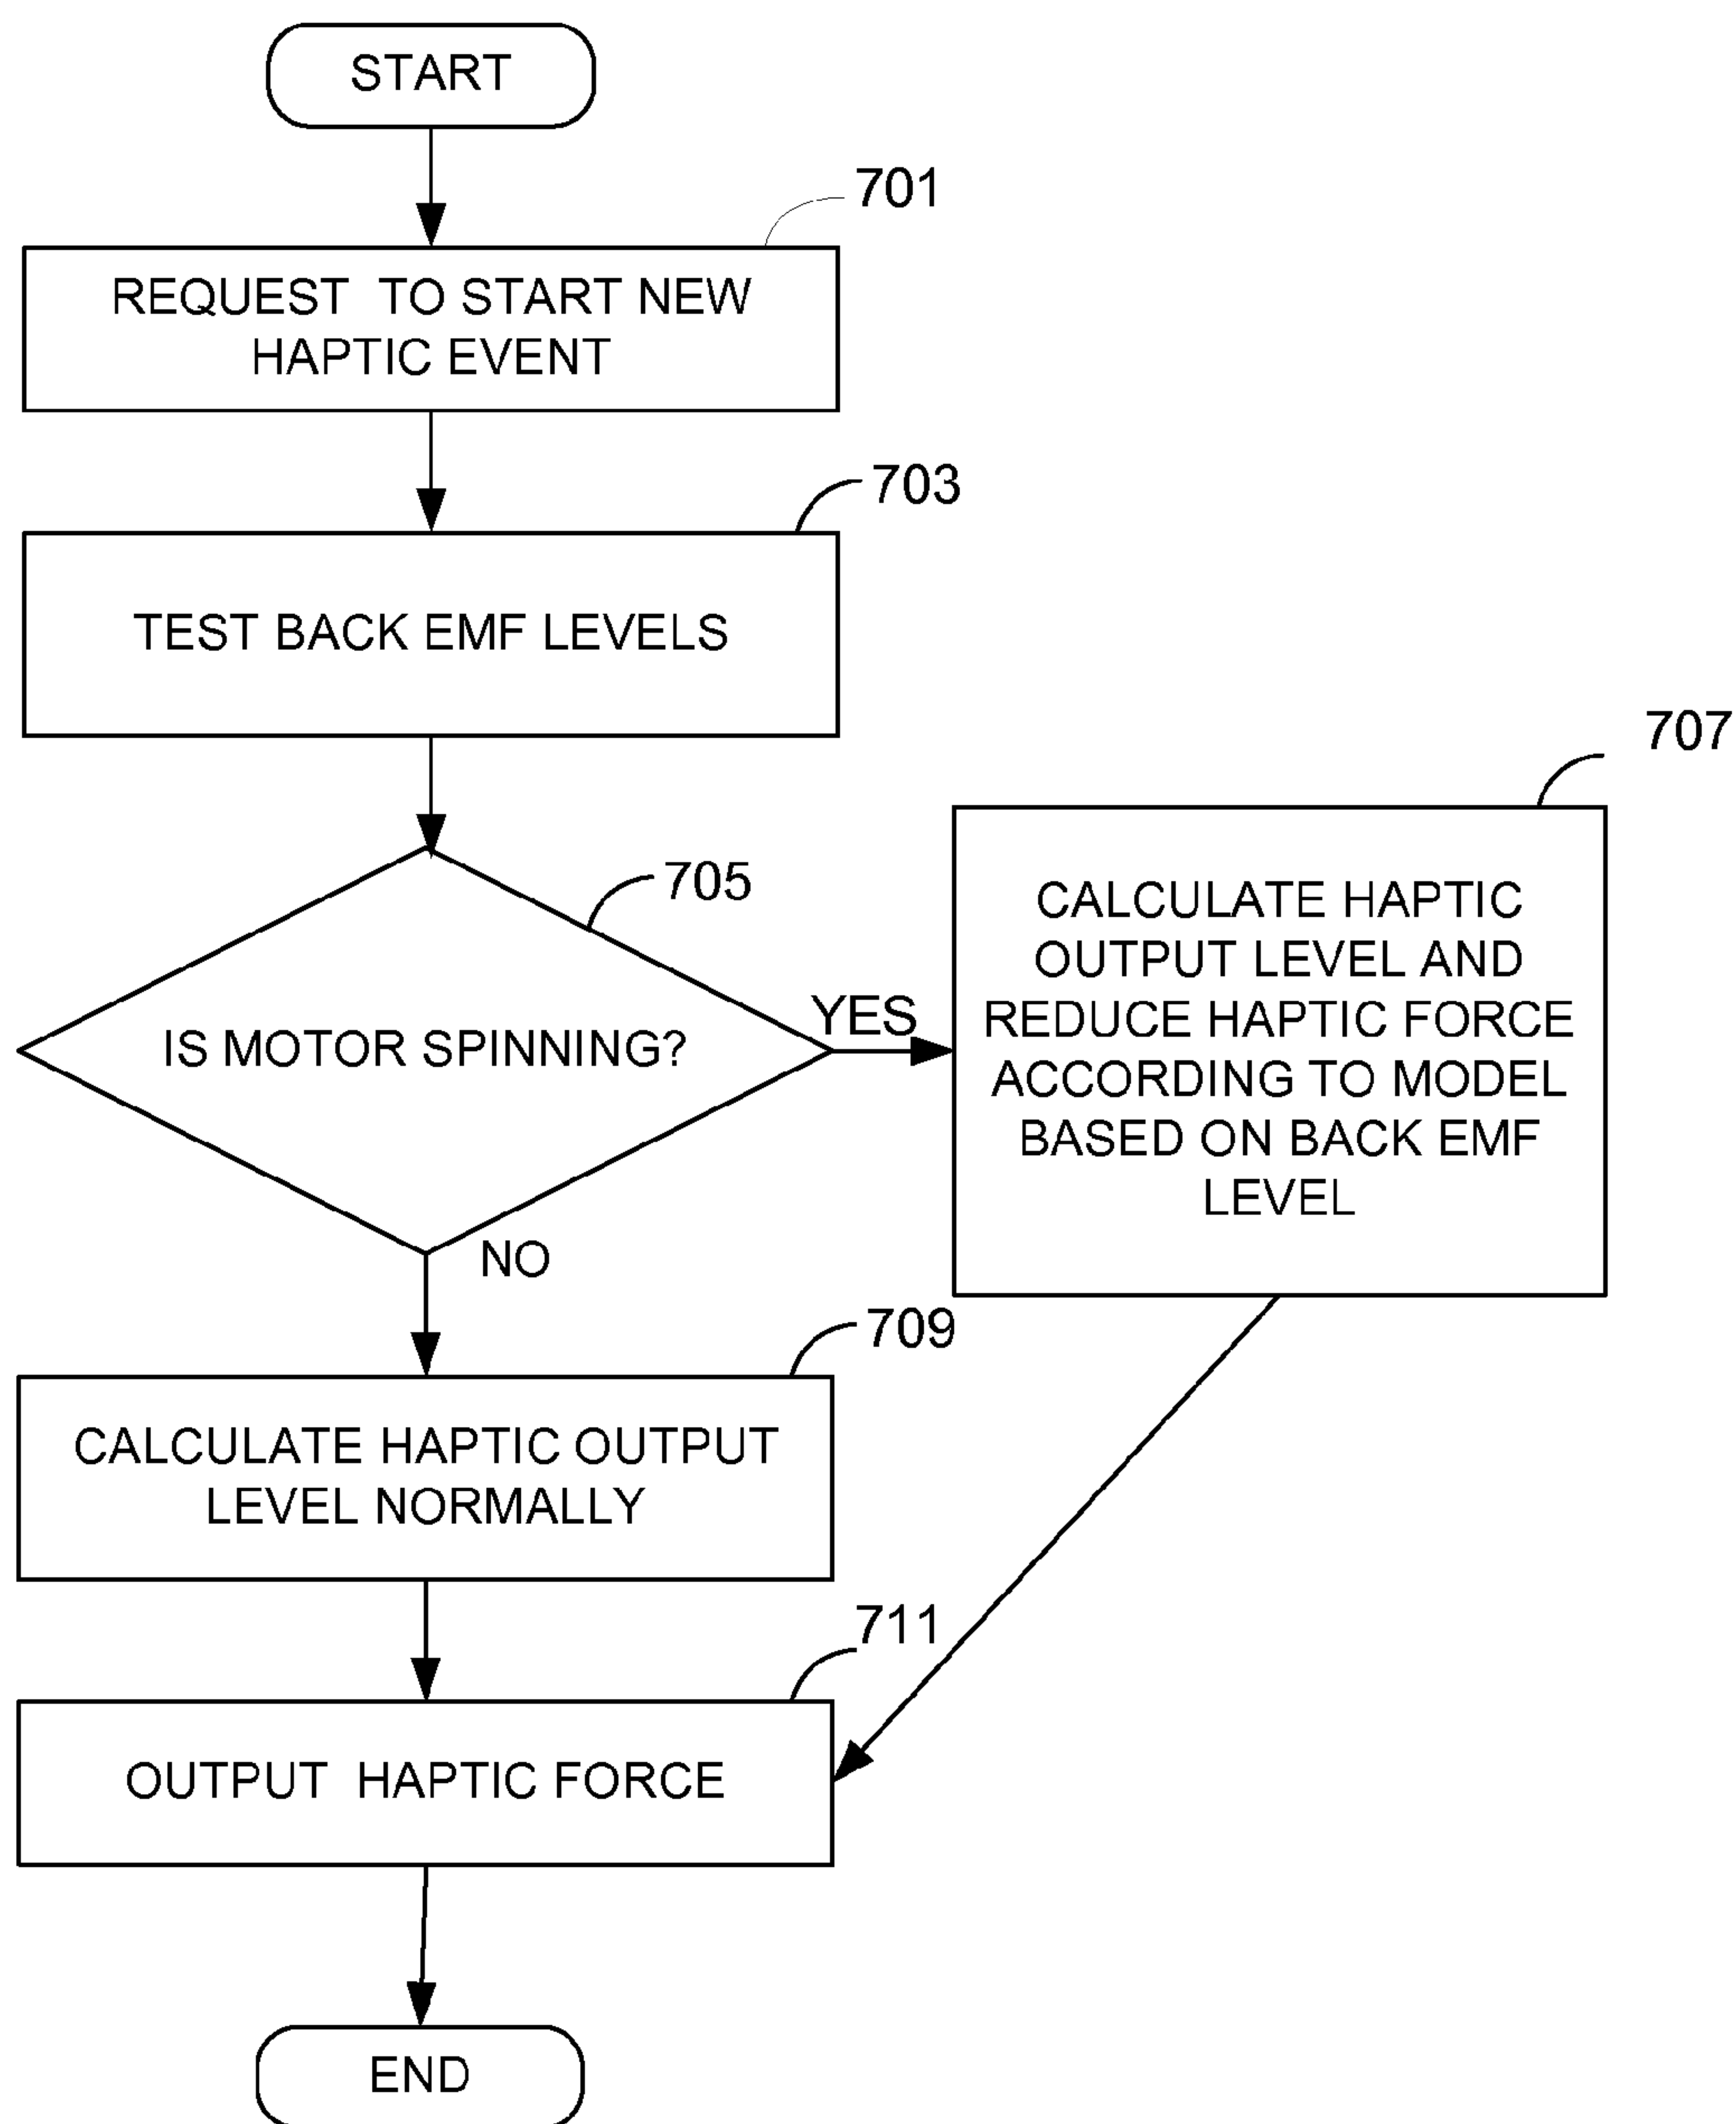 START
701
REQUEST TO START NEW
HAPTIC EVENT
703
TEST BACK EMF LEVELS
705
IS MOTOR SPINNING?
YES
707
CALCULATE HAPTIC
OUTPUT LEVEL AND
REDUCE HAPTIC FORCE
ACCORDING TO MODEL
BASED ON BACK EMF
LEVEL
NO
709
CALCULATE HAPTIC OUTPUT
LEVEL NORMALLY
711
OUTPUT HAPTIC FORCE
END